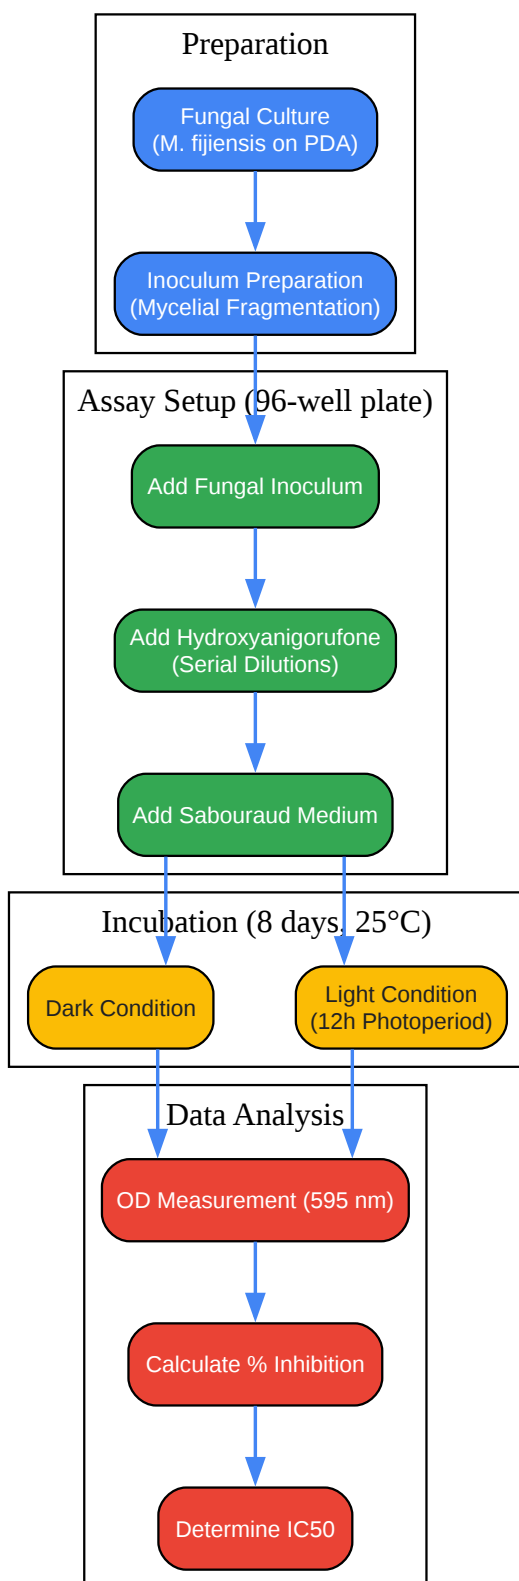 Preparation
Fungal Culture
(M. fijiensis on PDA)
Inoculum Preparation
(Mycelial Fragmentation)
Assay Setup (96-well plate)
Add Fungal Inoculum
Add Hydroxyanigorufone
(Serial Dilutions)
Add Sabouraud Medium
Incubation (8 days, 25°C)
Dark Condition
Light Condition
(12h Photoperiod)
Data Analysis
OD Measurement (595 nm)
Calculate % Inhibition
Determine IC50